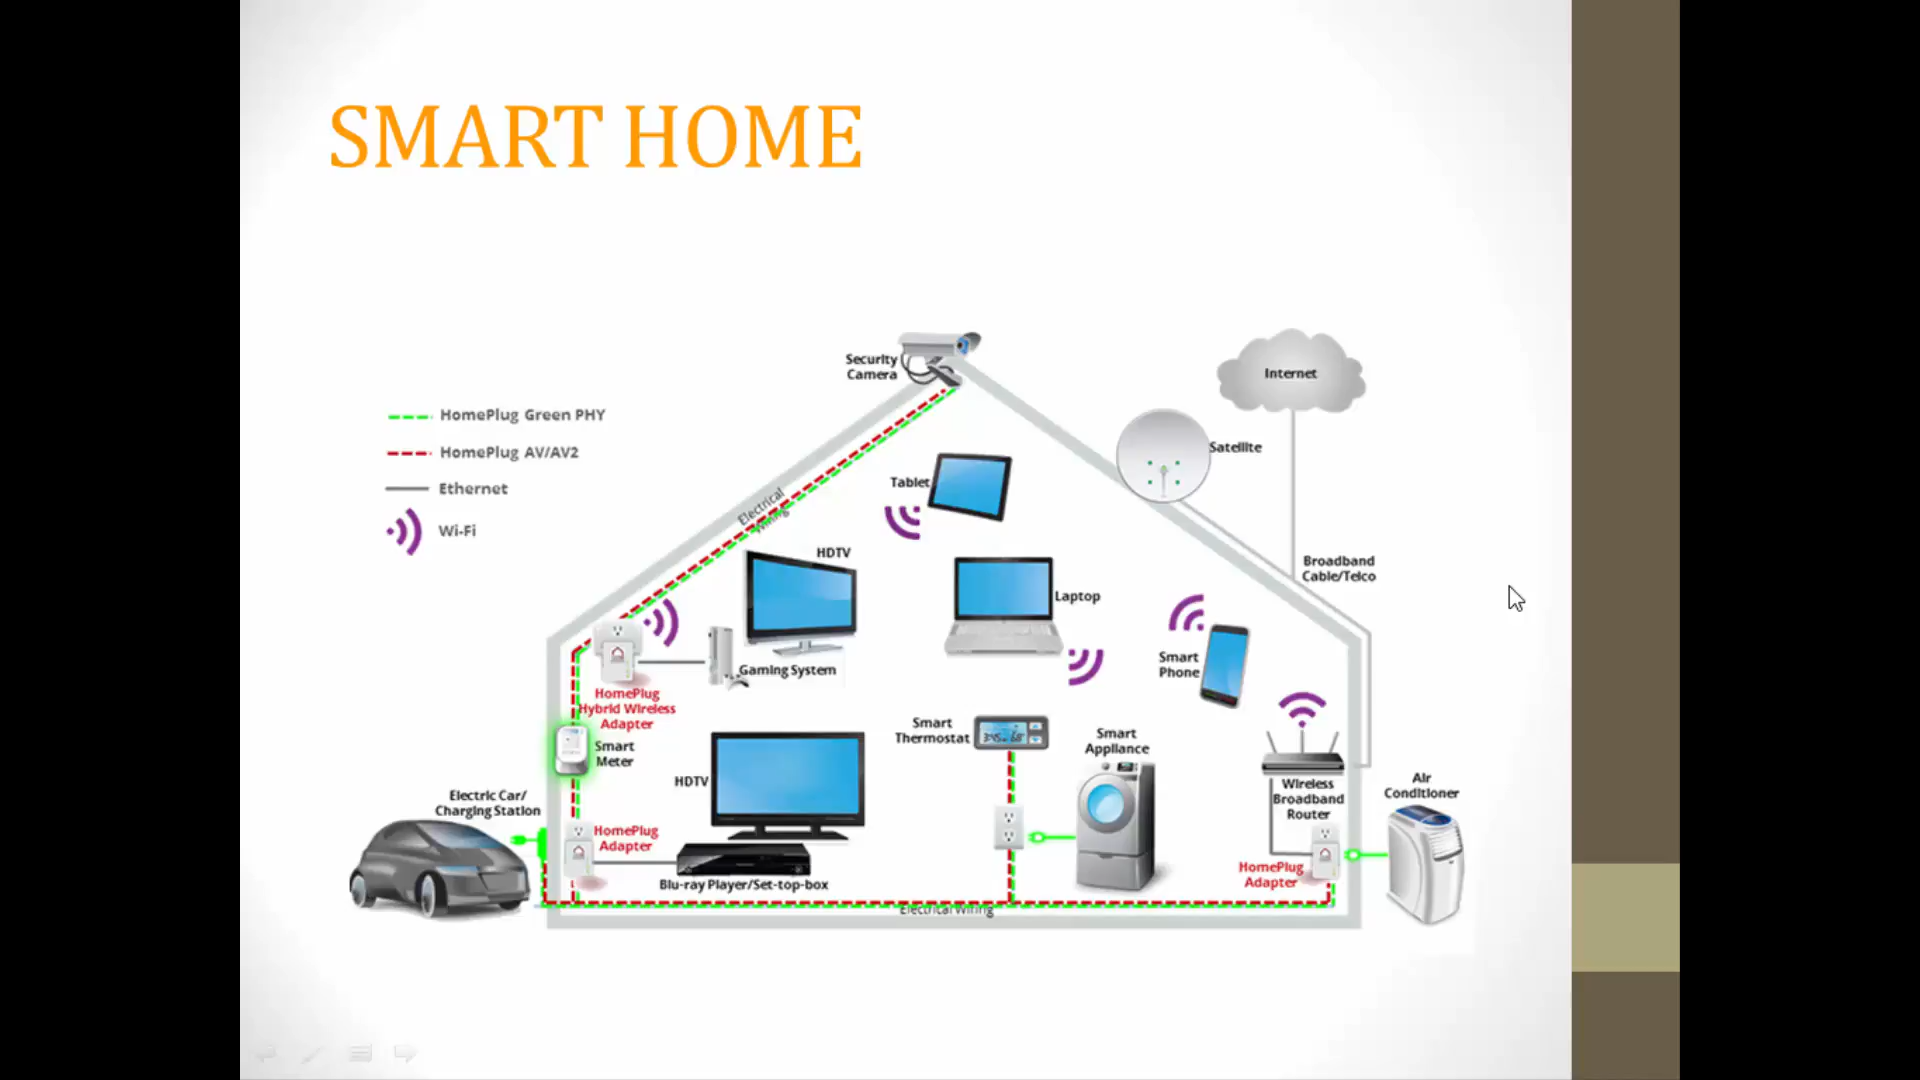 SMART HOME
Security
Camera
Internet
HomePlug Green PHY
HomePlug AV/AV2
Ethernet
Wi-Fi
Satellite
Tablet
Electrical
Wiring
HDTV
Broadband
Cable/Telco
Laptop
Gaming System
Smart
Phone
HomePlug
Hybrid Wireless
Adapter
Smart
Meter
Smart
Thermostat
Smart
Appliance
HDTV
Wireless
Broadband
Router
Air
Conditioner
Electric Car/
Charging Station
HomePlug
Adapter
HomePlug
Adapter
Blu-ray Player/Set-top-box
Electrical Wiring